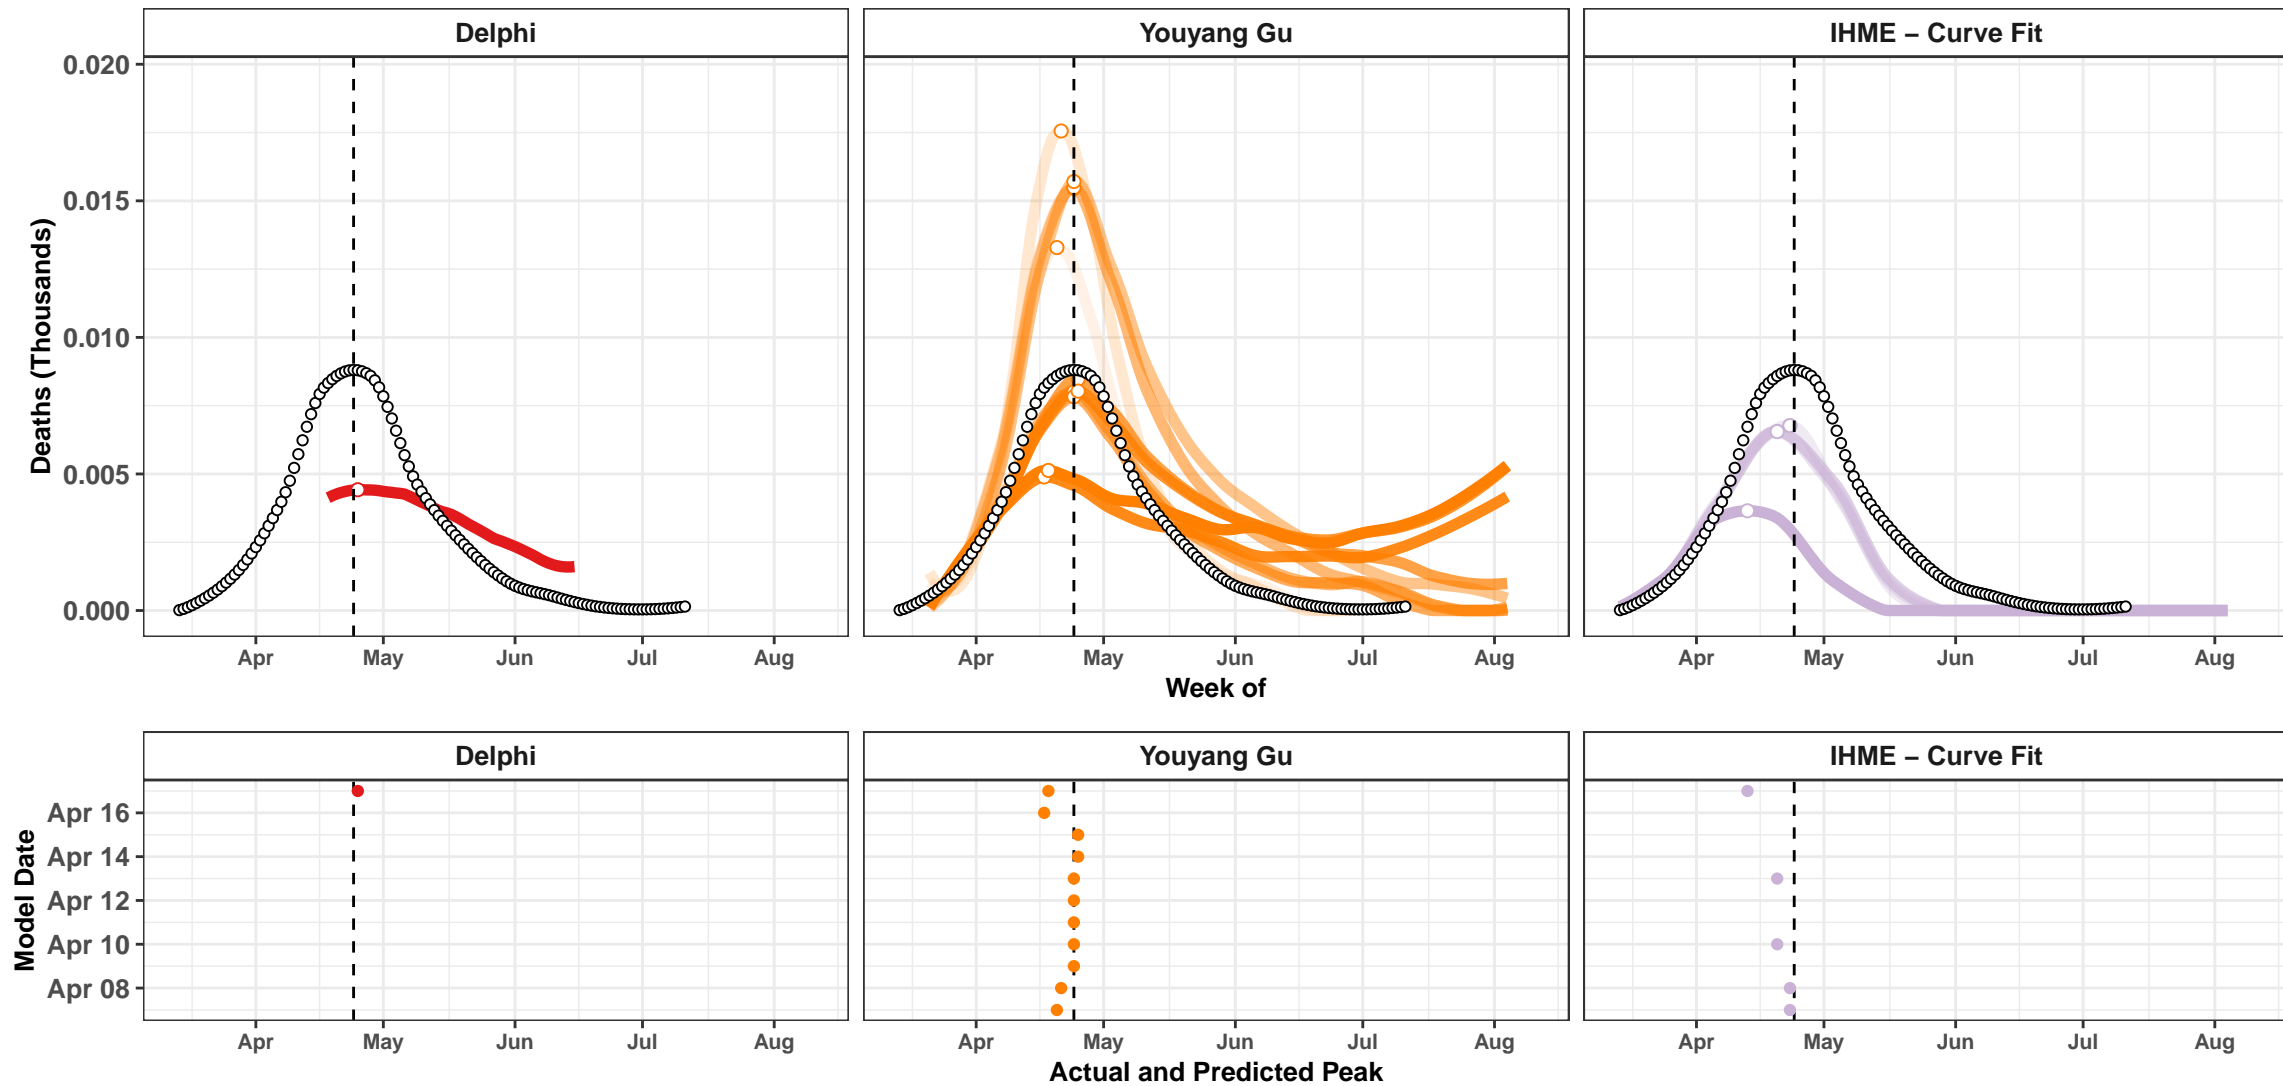 Delphi Youyang Gu IHME – Curve Fit
Deaths (Thousands)
0.020
0.015
0.010
0.005
0.000
Apr May Jun Jul Aug Apr May Jun Jul Aug Apr May Jun Jul Aug
Week of
Delphi Youyang Gu IHME – Curve Fit
Model Date
Apr 16
Apr 14
Apr 12
Apr 10
Apr 08
Apr May Jun Jul Aug Apr May Jun Jul Aug Apr May Jun Jul Aug
Actual and Predicted Peak